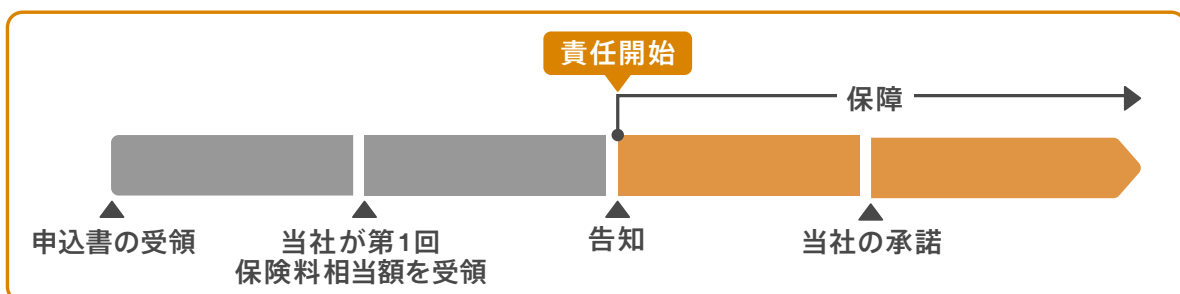 責任開始
保障
申込書の受領
当社が第1回
保険料相当額を受領
告知
当社の承諾